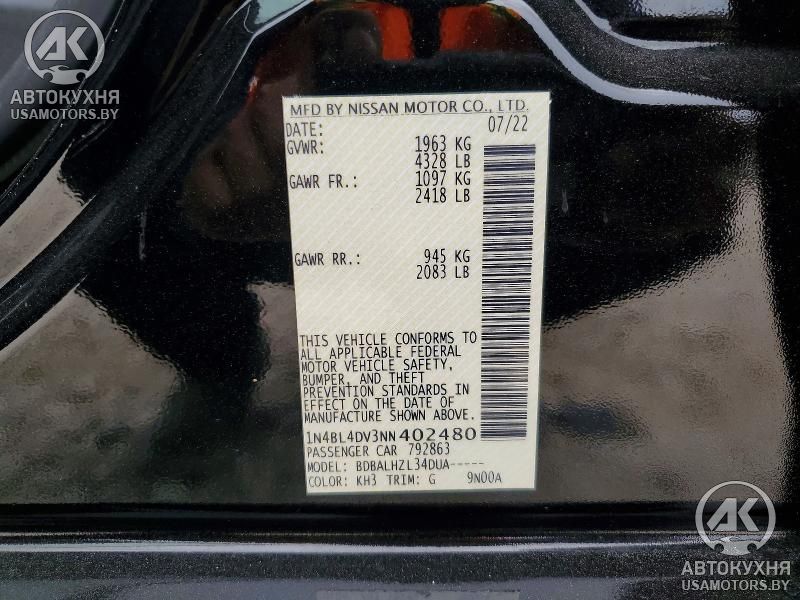 AK
АВТОКУХНЯ
USAMOTORS.BY
MFD BY NISSAN MOTOR CO., LTD.
DATE: 07/22
GVWR: 1963 KG
4328 LB
GAWR FR.: 1097 KG
2418 LB
GAWR RR.: 945 KG
2083 LB
THIS VEHICLE CONFORMS TO
ALL APPLICABLE FEDERAL
MOTOR VEHICLE SAFETY,
BUMPER, AND THEFT
PREVENTION STANDARDS IN
EFFECT ON THE DATE OF
MANUFACTURE SHOWN ABOVE.
1N4BL4DV3NN402480
PASSENGER CAR 792863
MODEL: BDBALHZL34DUA-----
COLOR: KH3 TRIM: G 9N00A
AK
АВТОКУХНЯ
USAMOTORS.BY